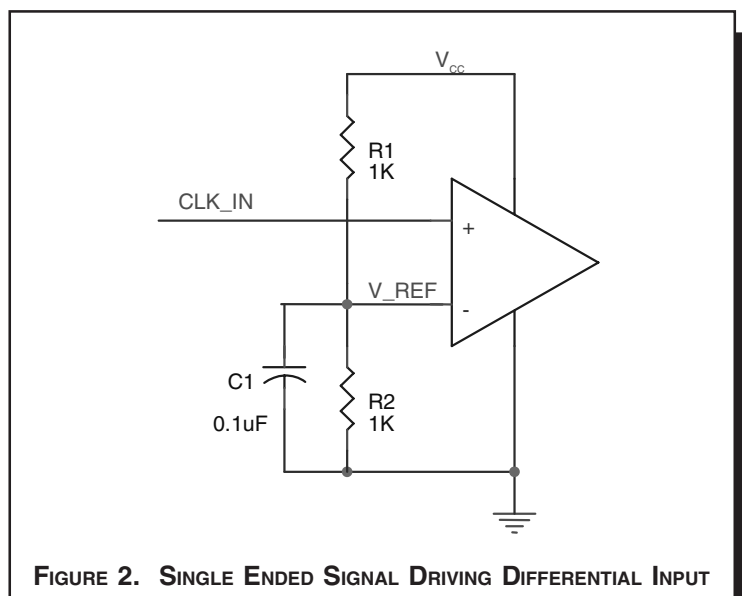 Vcc
R1
1K
CLK_IN
+
V_REF
-
C1
0.1uF
R2
1K
FIGURE 2. SINGLE ENDED SIGNAL DRIVING DIFFERENTIAL INPUT